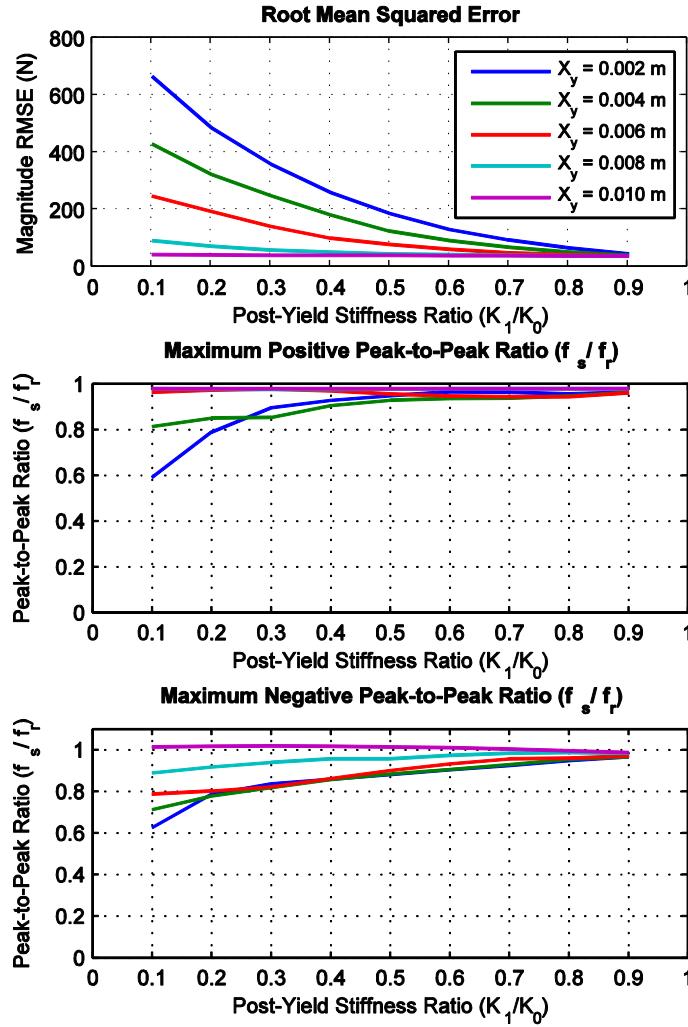 Root Mean Squared Error
Magnitude RMSE (N)
800
600
400
200
0
X_y = 0.002 m
X_y = 0.004 m
X_y = 0.006 m
X_y = 0.008 m
X_y = 0.010 m
0 0.1 0.2 0.3 0.4 0.5 0.6 0.7 0.8 0.9 1
Post-Yield Stiffness Ratio (K_1/K_0)
Maximum Positive Peak-to-Peak Ratio (f_s/f_r)
Peak-to-Peak Ratio (f_s/f_r)
1
0.8
0.6
0.4
0.2
0
0 0.1 0.2 0.3 0.4 0.5 0.6 0.7 0.8 0.9 1
Post-Yield Stiffness Ratio (K_1/K_0)
Maximum Negative Peak-to-Peak Ratio (f_s/f_r)
Peak-to-Peak Ratio (f_s/f_r)
1
0.8
0.6
0.4
0.2
0
0 0.1 0.2 0.3 0.4 0.5 0.6 0.7 0.8 0.9 1
Post-Yield Stiffness Ratio (K_1/K_0)